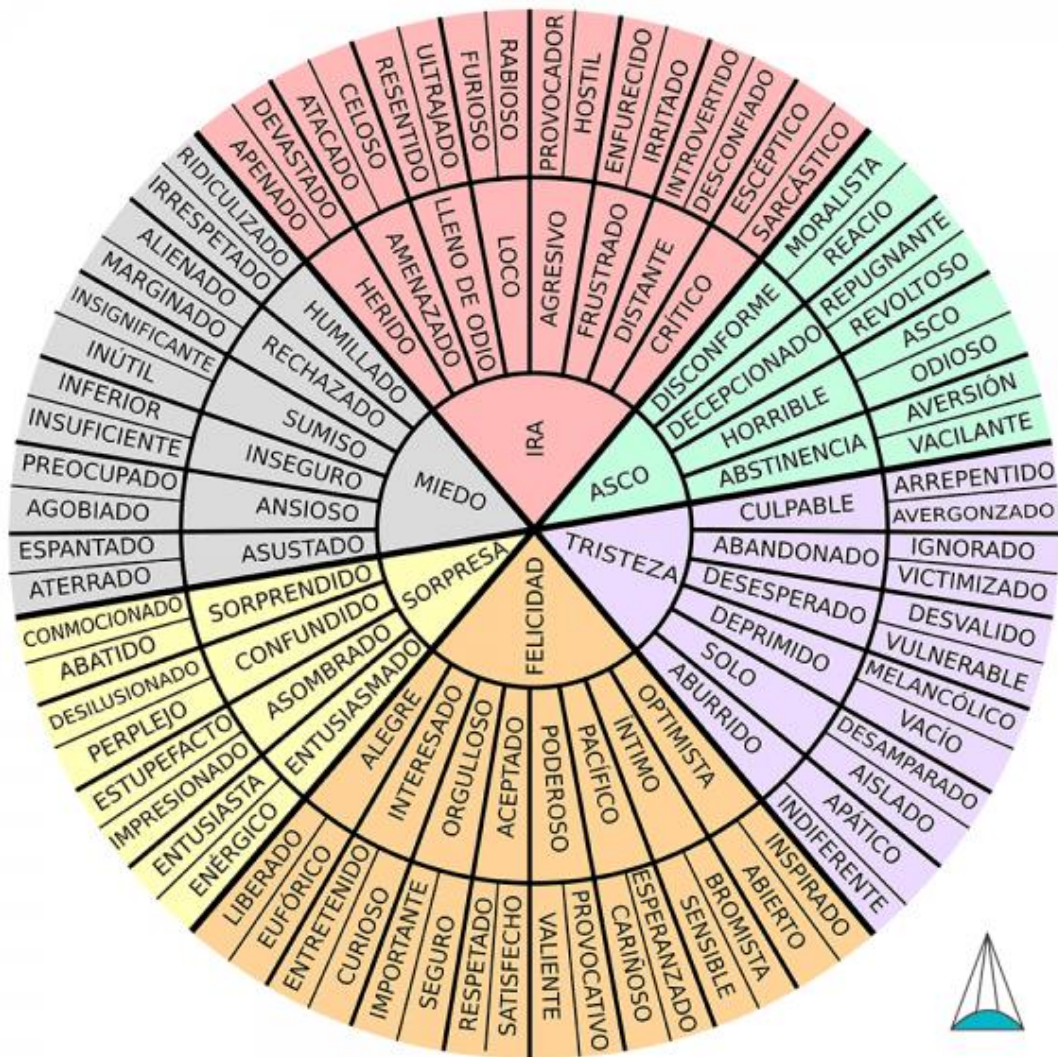 IRA
HERIDO
APENADO
DEVASTADO
AMENAZADO
ATACADO
CELOSO
LLENO DE ODIO
RESENTIDO
ULTRAJADO
LOCO
FURIOSO
RABIOSO
AGRESIVO
PROVOCADOR
HOSTIL
FRUSTRADO
ENFURECIDO
IRRITADO
DISTANTE
INTROVERTIDO
DESCONFIADO
CRÍTICO
ESCÉPTICO
SARCÁSTICO
ASCO
DISCONFORME
MORALISTA
REACIO
DECEPCIONADO
REPUGNANTE
REVOLTOSO
HORRIBLE
ASCO
ODIOSO
ABSTINENCIA
AVERSIÓN
VACILANTE
TRISTEZA
CULPABLE
ARREPENTIDO
AVERGONZADO
ABANDONADO
IGNORADO
VICTIMIZADO
DESESPERADO
DESVALIDO
VULNERABLE
DEPRIMIDO
MELANCÓLICO
VACÍO
SOLO
DESAMPARADO
AISLADO
ABURRIDO
APÁTICO
INDIFERENTE
FELICIDAD
OPTIMISTA
INSPIRADO
ABIERTO
ÍNTIMO
BROMISTA
SENSIBLE
PACÍFICO
ESPERANZADO
CARIÑOSO
PODEROSO
PROVOCATIVO
VALIENTE
ACEPTADO
SATISFECHO
RESPETADO
ORGULLOSO
SEGURO
IMPORTANTE
INTERESADO
CURIOSO
ENTRETENIDO
ALEGRE
EUFÓRICO
LIBERADO
SORPRESA
ENTUSIASMADO
ENÉRGICO
ENTUSIASTA
ASOMBRADO
IMPRESIONADO
ESTUPEFACTO
CONFUNDIDO
PERPLEJO
DESILUSIONADO
SORPRENDIDO
ABATIDO
CONMOCIONADO
MIEDO
ASUSTADO
ATERRADO
ESPANTADO
ANSIOSO
AGOBIADO
PREOCUPADO
INSEGURO
INSUFICIENTE
INFERIOR
SUMISO
INÚTIL
INSIGNIFICANTE
RECHAZADO
MARGINADO
ALIENADO
HUMILLADO
IRRESPETADO
RIDICULIZADO